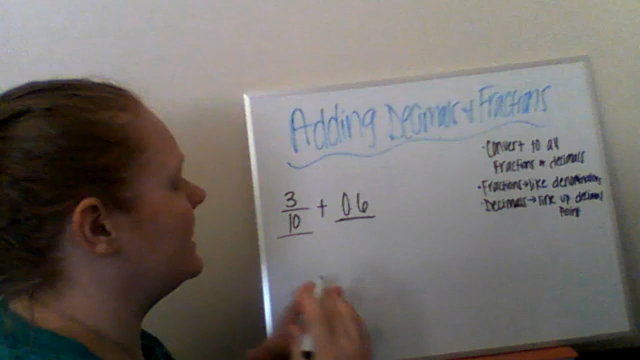 Adding Decimals & Fractions
· Convert to all
Fractions or decimals
· Fractions → like denominators
· Decimals → line up decimal
Points
3/10 + 0.6